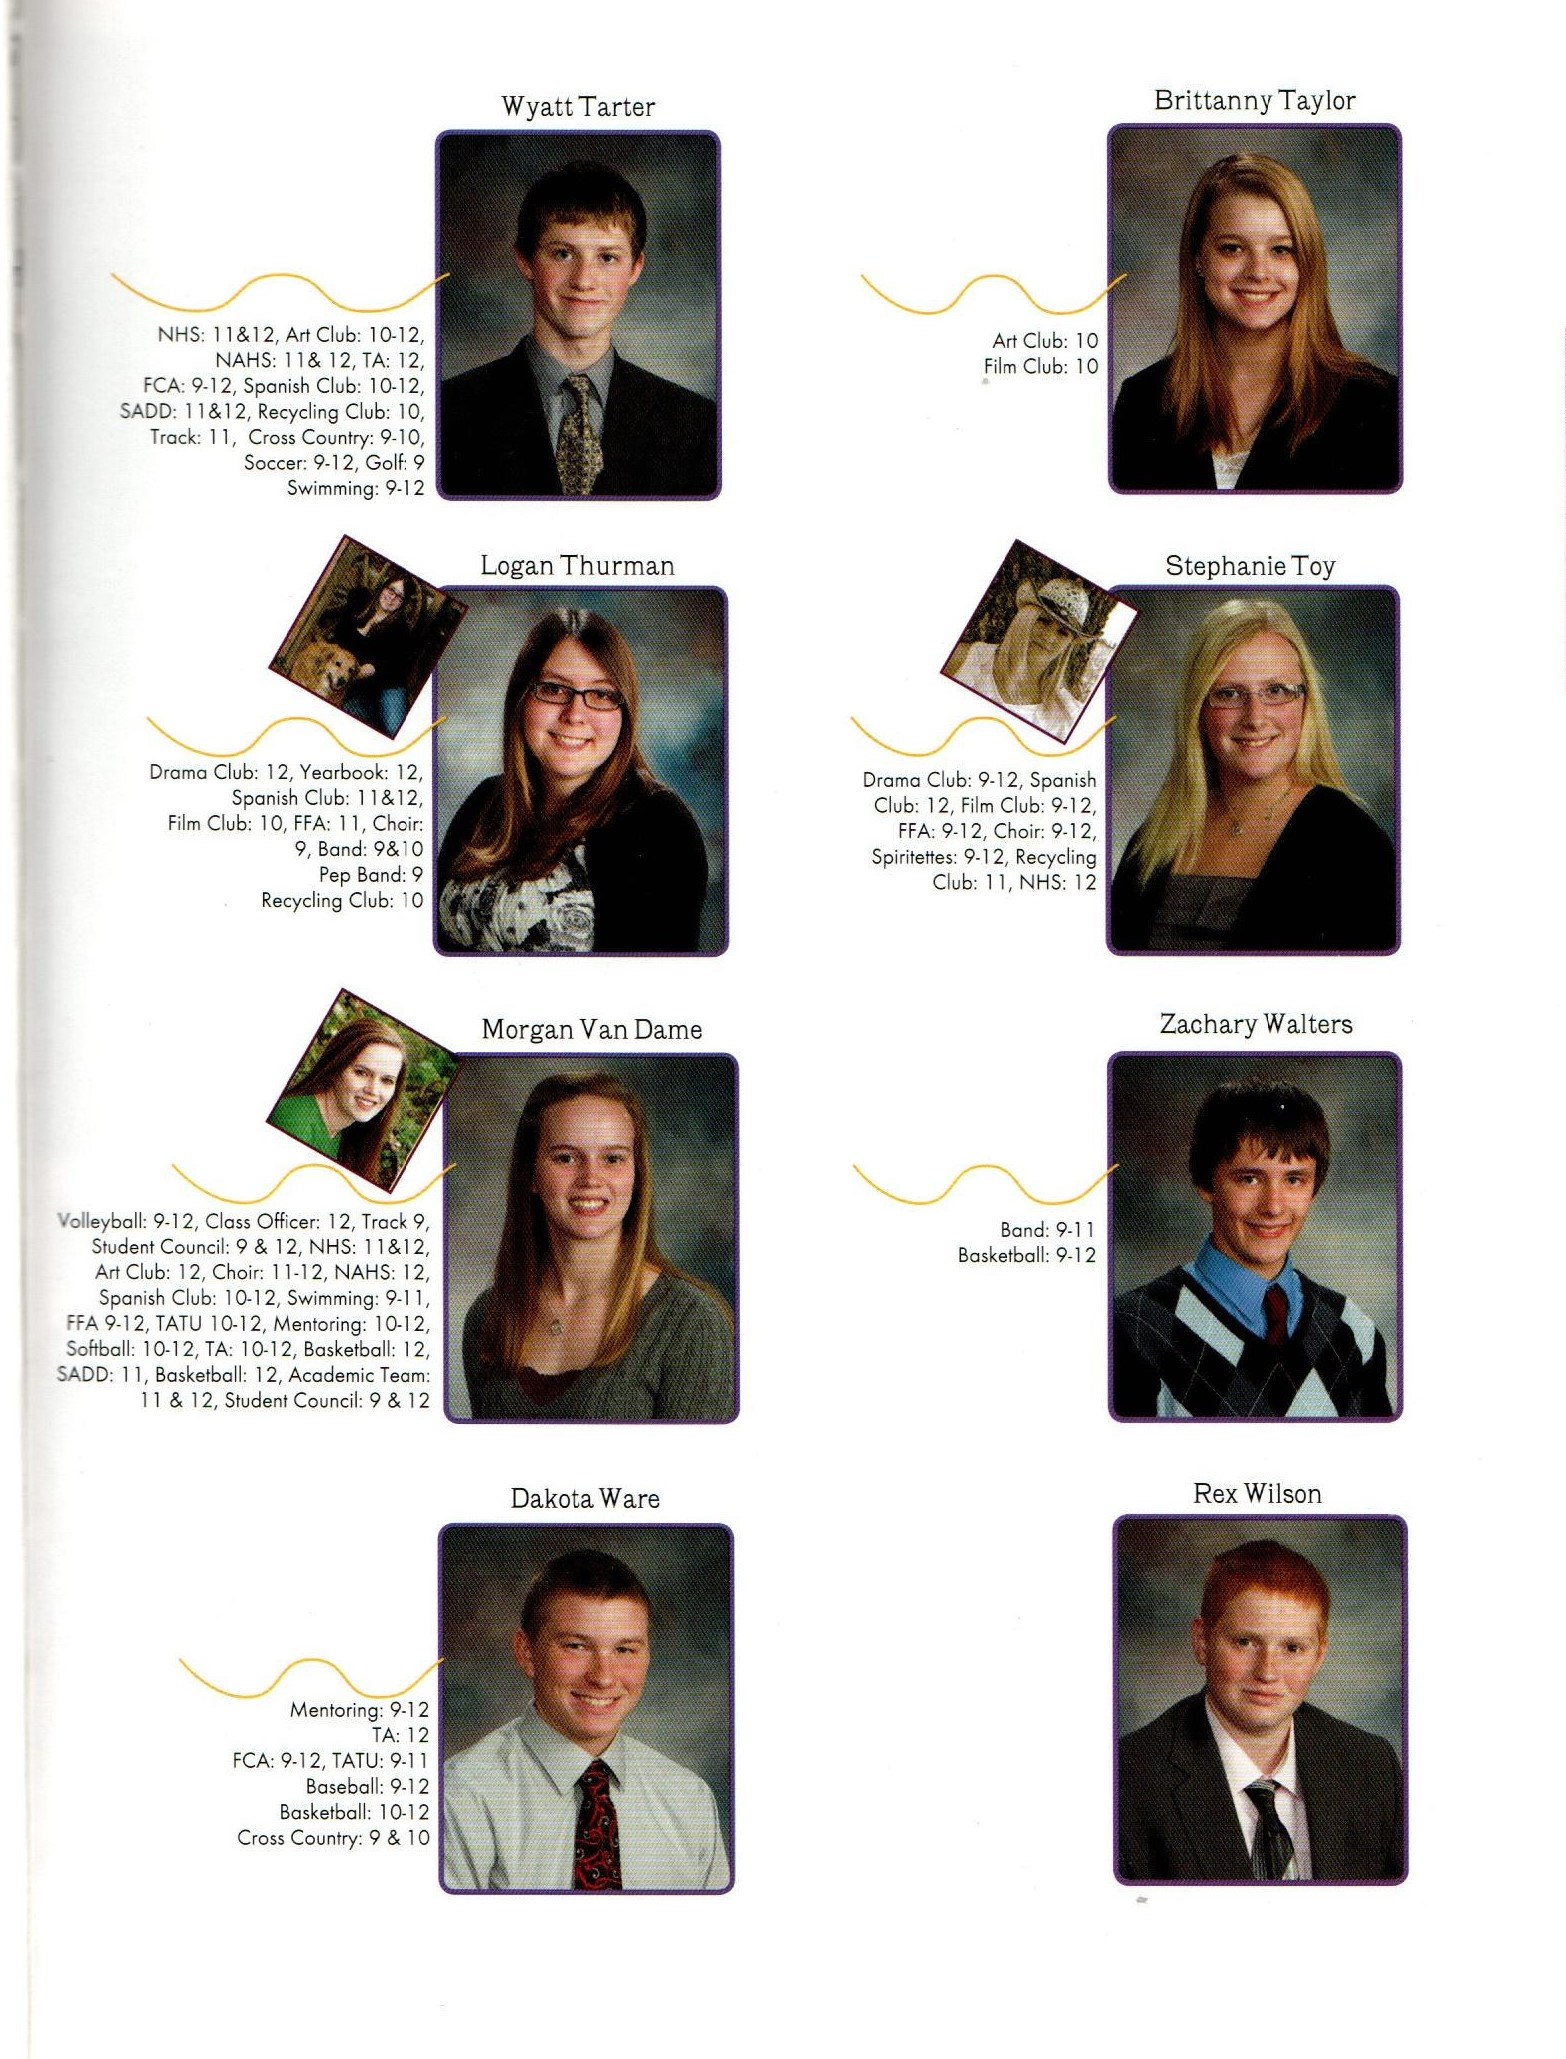 Wyatt Tarter
NHS: 11&12, Art Club: 10-12,
NAHS: 11& 12, TA: 12,
FCA: 9-12, Spanish Club: 10-12,
SADD: 11&12, Recycling Club: 10,
Track: 11, Cross Country: 9-10,
Soccer: 9-12, Golf: 9
Swimming: 9-12
Brittanny Taylor
Art Club: 10
Film Club: 10
Logan Thurman
Drama Club: 12, Yearbook: 12,
Spanish Club: 11&12,
Film Club: 10, FFA: 11, Choir:
9, Band: 9&10
Pep Band: 9
Recycling Club: 10
Stephanie Toy
Drama Club: 9-12, Spanish
Club: 12, Film Club: 9-12,
FFA: 9-12, Choir: 9-12,
Spiritettes: 9-12, Recycling
Club: 11, NHS: 12
Morgan Van Dame
Volleyball: 9-12, Class Officer: 12, Track 9,
Student Council: 9 & 12, NHS: 11&12,
Art Club: 12, Choir: 11-12, NAHS: 12,
Spanish Club: 10-12, Swimming: 9-11,
FFA 9-12, TATU 10-12, Mentoring: 10-12,
Softball: 10-12, TA: 10-12, Basketball: 12,
SADD: 11, Basketball: 12, Academic Team:
11 & 12, Student Council: 9 & 12
Zachary Walters
Band: 9-11
Basketball: 9-12
Dakota Ware
Mentoring: 9-12
TA: 12
FCA: 9-12, TATU: 9-11
Baseball: 9-12
Basketball: 10-12
Cross Country: 9 & 10
Rex Wilson